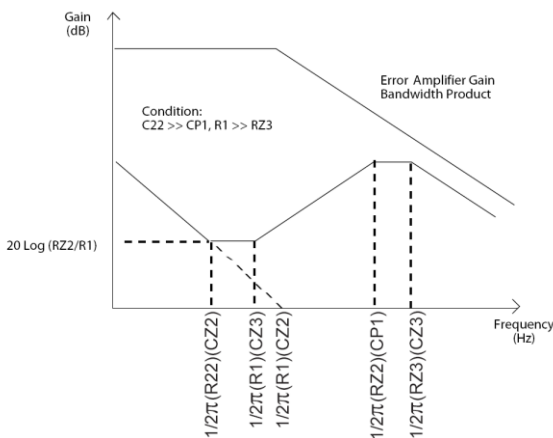 Gain
(dB)
Error Amplifier Gain
Bandwidth Product
Condition:
C22 >> CP1, R1 >> RZ3
20 Log (RZ2/R1)
Frequency
(Hz)
1/2π(R22)(CZ2)
1/2π(R1)(CZ3)
1/2π(R1)(CZ2)
1/2π(RZ2)(CP1)
1/2π(RZ3)(CZ3)